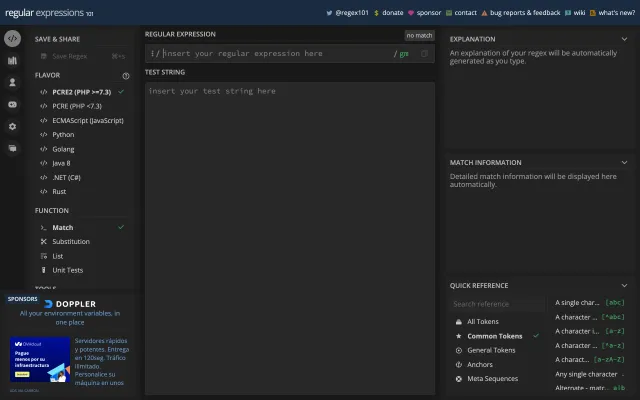 regular expressions 101
@regex101 $ donate sponsor contact bug reports & feedback wiki what's new?
SAVE & SHARE
Save Regex ⌘+s
FLAVOR
</> PCRE2 (PHP >=7.3)
</> PCRE (PHP <7.3)
</> ECMAScript (JavaScript)
</> Python
</> Golang
</> Java 8
</> .NET (C#)
</> Rust
FUNCTION
>_ Match
Substitution
List
Unit Tests
TOOLS
SPONSORS
DOPPLER
All your environment variables, in
one place
OVHcloud
Pague
menos por su
infraestructura
Servidores rápidos
y potentes. Entrega
en 120seg. Tráfico
ilimitado.
Personalice su
máquina en unos
REGULAR EXPRESSION
no match
/ insert your regular expression here / gm
TEST STRING
insert your test string here
EXPLANATION
An explanation of your regex will be automatically
generated as you type.
MATCH INFORMATION
Detailed match information will be displayed here
automatically.
QUICK REFERENCE
Search reference
All Tokens
Common Tokens
General Tokens
Anchors
Meta Sequences
A single char... [abc]
A character ... [^abc]
A character i... [a-z]
A character ... [^a-z]
A charact... [a-zA-Z]
Any single character .
Alternate - matc... a|b